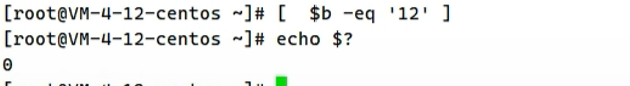 [root@VM-4-12-centos ~]# [  $b -eq '12' ]
[root@VM-4-12-centos ~]# echo $?
0